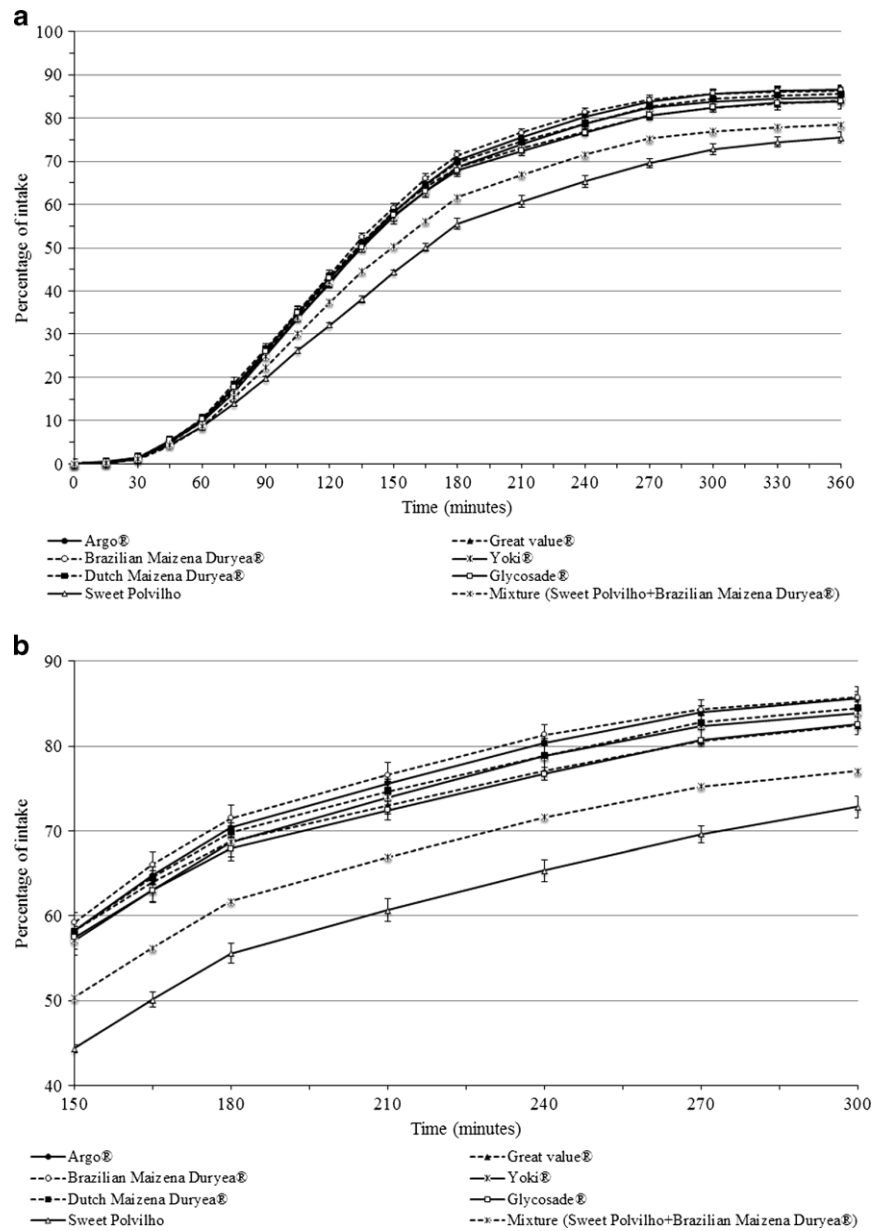 a
100
90
80
70
60
50
40
30
20
10
0
Percentage of intake
0 30 60 90 120 150 180 210 240 270 300 330 360
Time (minutes)
Argo® Great value®
Brazilian Maizena Duryea® Yoki®
Dutch Maizena Duryea® Glycosade®
Sweet Polvilho Mixture (Sweet Polvilho+Brazilian Maizena Duryea®)
b
90
80
70
60
50
40
Percentage of intake
150 180 210 240 270 300
Time (minutes)
Argo® Great value®
Brazilian Maizena Duryea® Yoki®
Dutch Maizena Duryea® Glycosade®
Sweet Polvilho Mixture (Sweet Polvilho+Brazilian Maizena Duryea®)